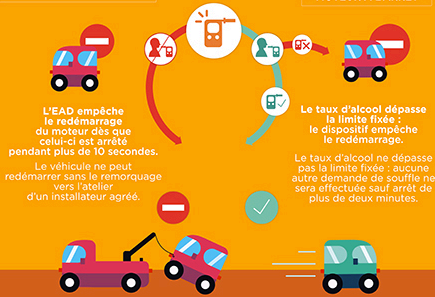 L'EAD empêche
le redémarrage
du moteur dès que
celui-ci est arrêté
pendant plus de 10 secondes.
Le véhicule ne peut
redémarrer sans le remorquage
vers l'atelier
d'un installateur agréé.
Le taux d'alcool dépasse
la limite fixée :
le dispositif empêche
le redémarrage.
Le taux d'alcool ne dépasse
pas la limite fixée : aucune
autre demande de souffle ne
sera effectuée sauf arrêt de
plus de deux minutes.